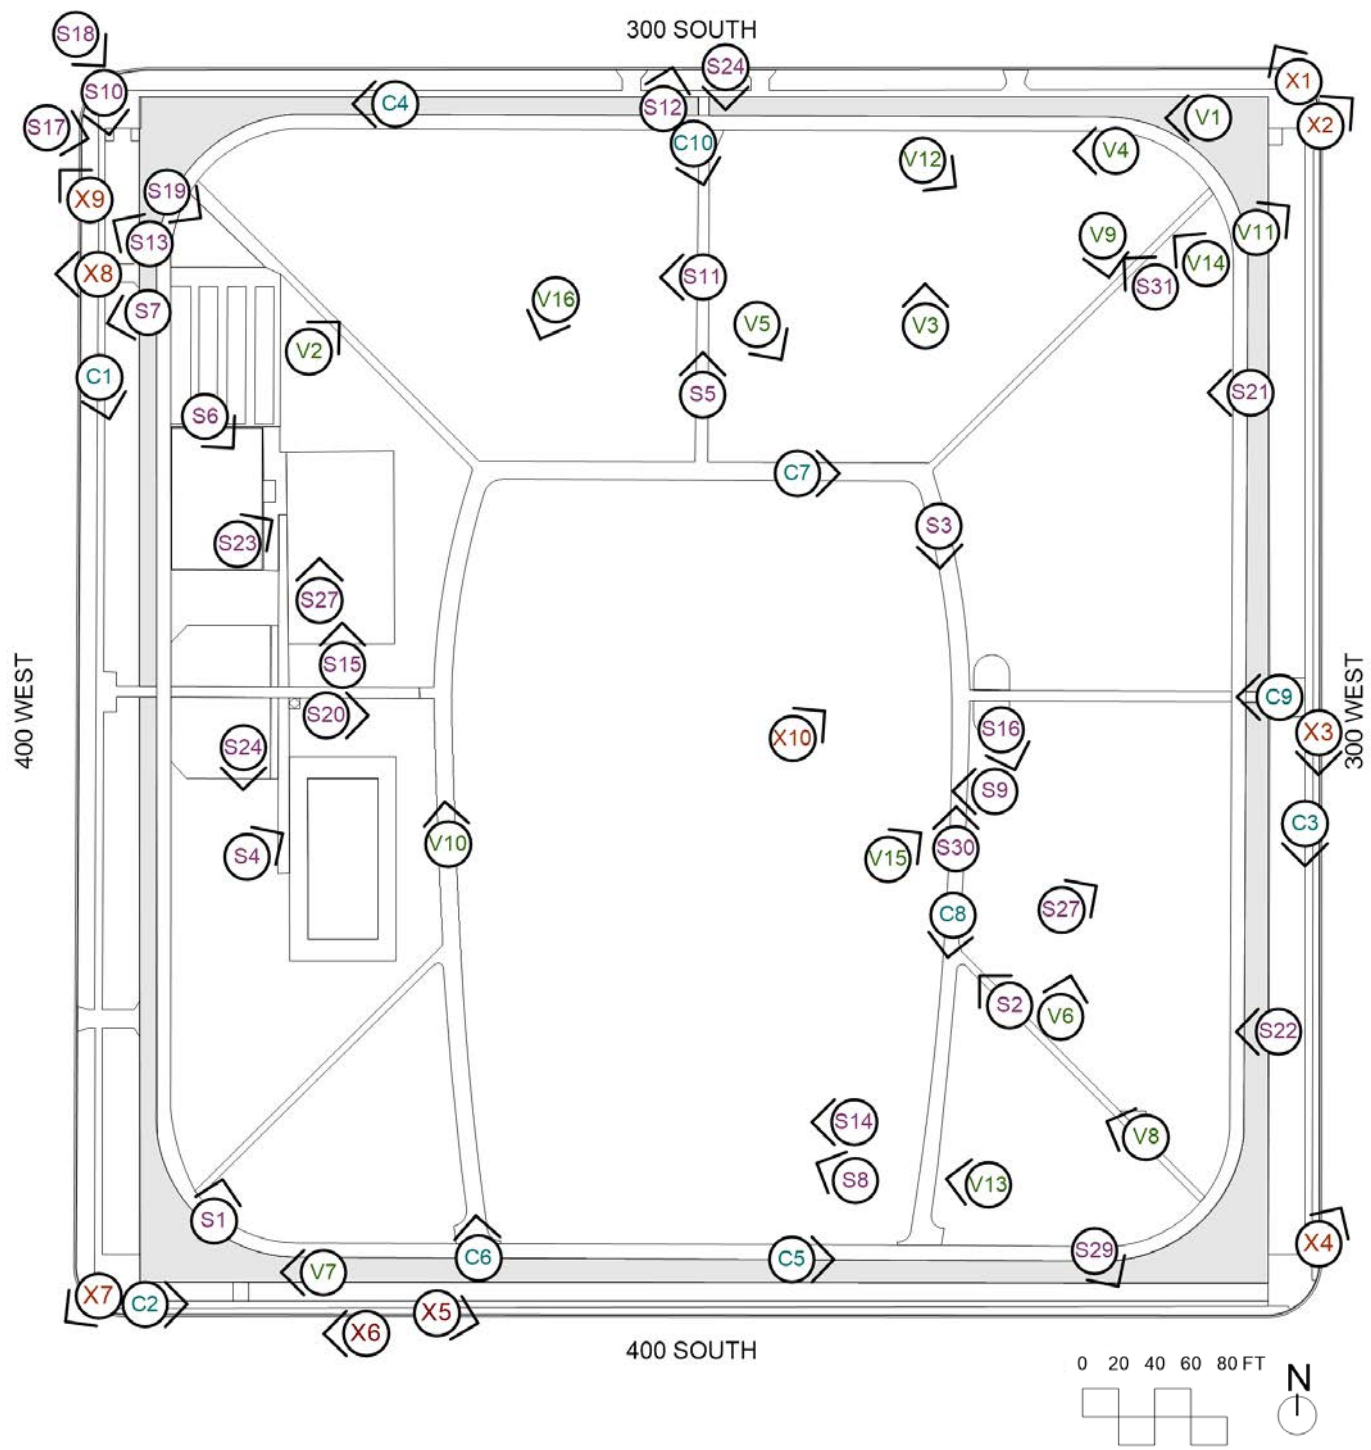 300 SOUTH
S18
S24
X1
S10
C4
S12
V1
X2
S17
C10
V12
V4
X9
S19
S13
V9
V11
X8
S11
V14
S31
S7
V16
V5
V3
V2
C1
S5
S21
S6
C7
S3
S23
S27
S15
400 WEST
S20
C9
300 WEST
S24
X10
S16
X3
S9
C3
S4
V10
V15
S30
S27
C8
S2
V6
S22
S14
V8
S8
V13
S1
C6
C5
S29
X4
V7
X7
C2
X5
X6
400 SOUTH
0 20 40 60 80 FT
N